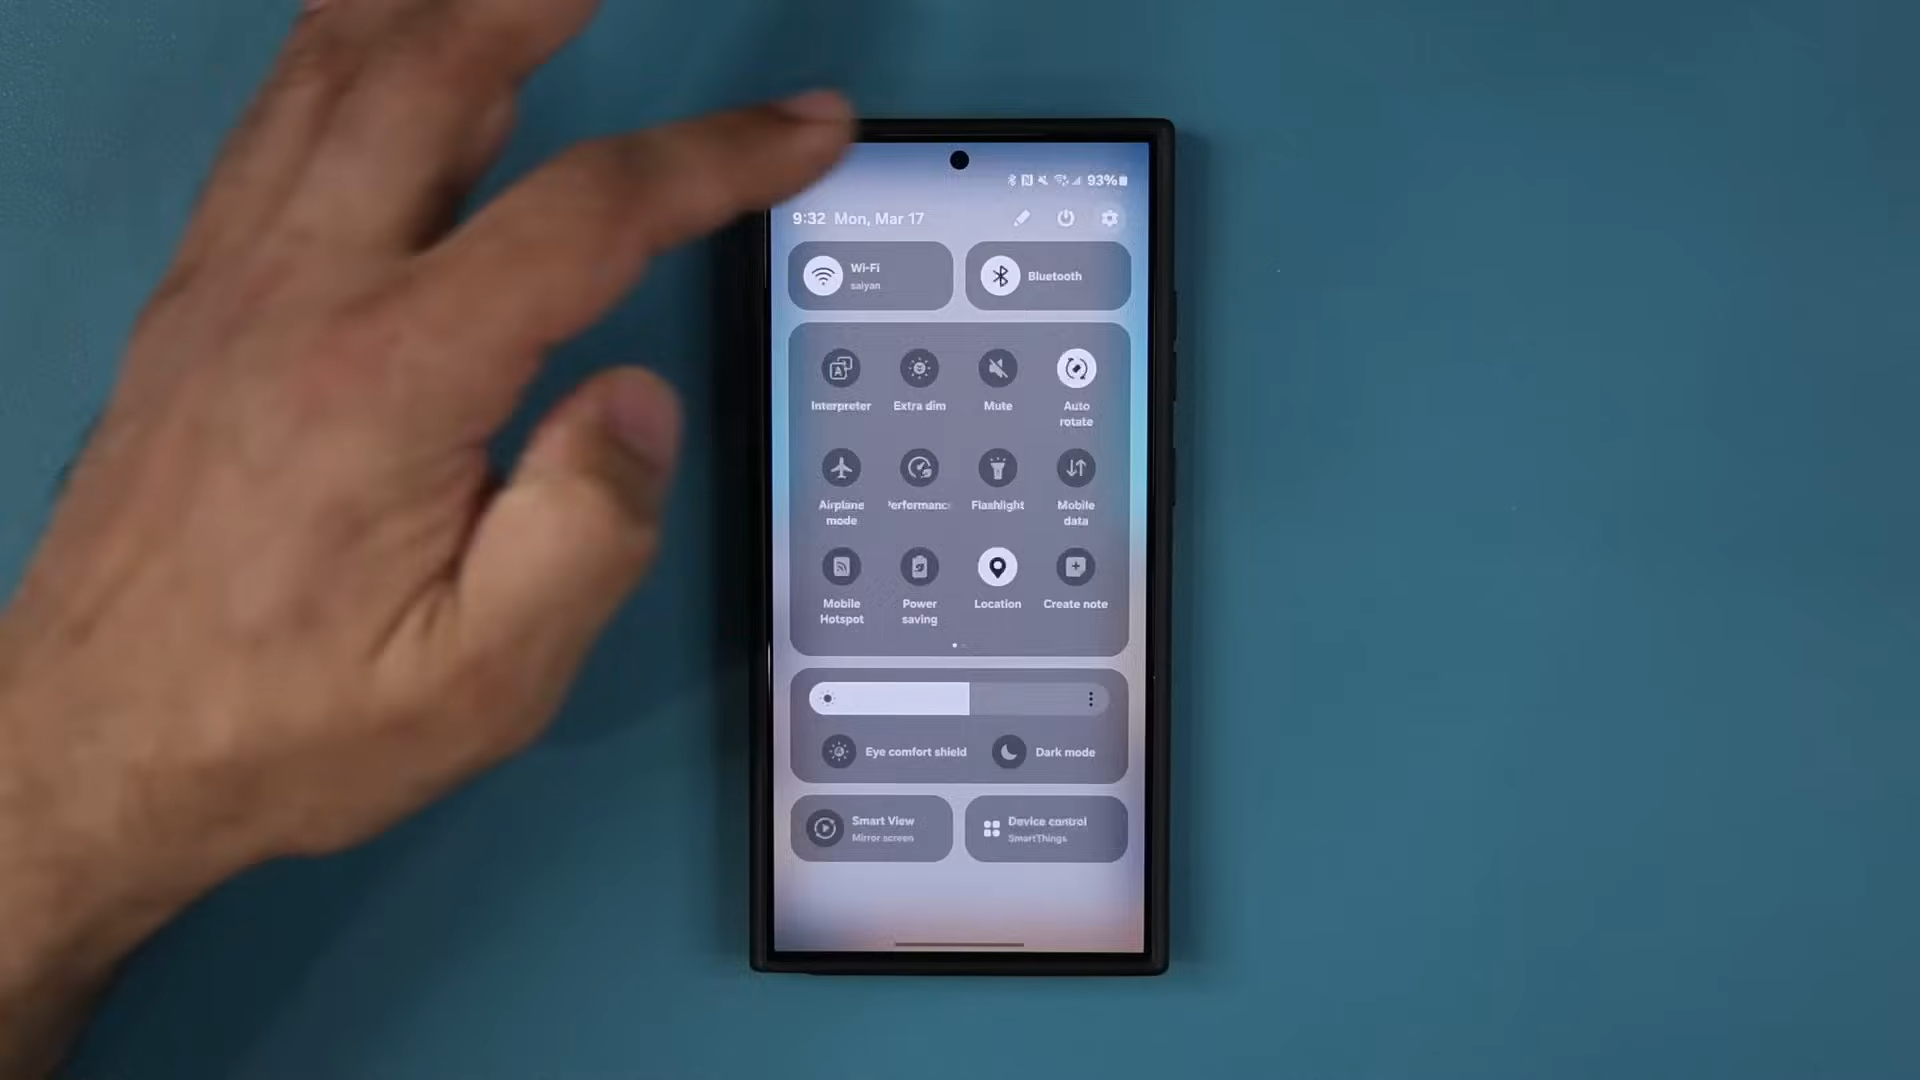 93%
9:32 Mon, Mar 17
Wi-Fi
saiyan
Bluetooth
Interpreter
Extra dim
Mute
Auto
rotate
Airplane
mode
erformanc
Flashlight
Mobile
data
Mobile
Hotspot
Power
saving
Location
Create note
Eye comfort shield
Dark mode
Smart View
Mirror screen
Device control
SmartThings